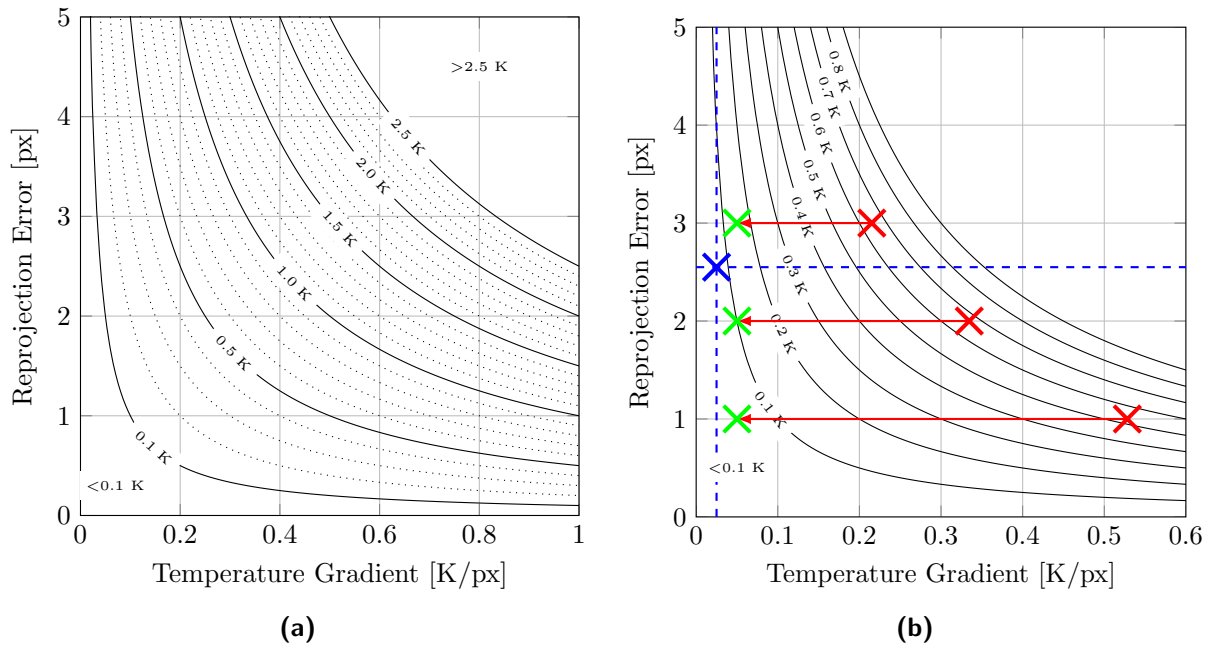 5
4
3
2
1
0
0
0.2
0.4
0.6
0.8
1
Reprojection Error [px]
Temperature Gradient [K/px]
>2.5 K
2.5 K
2.0 K
1.5 K
1.0 K
0.5 K
0.1 K
<0.1 K
(a)
5
4
3
2
1
0
0
0.1
0.2
0.3
0.4
0.5
0.6
Reprojection Error [px]
Temperature Gradient [K/px]
0.8 K
0.7 K
0.6 K
0.5 K
0.4 K
0.3 K
0.2 K
0.1 K
<0.1 K
(b)